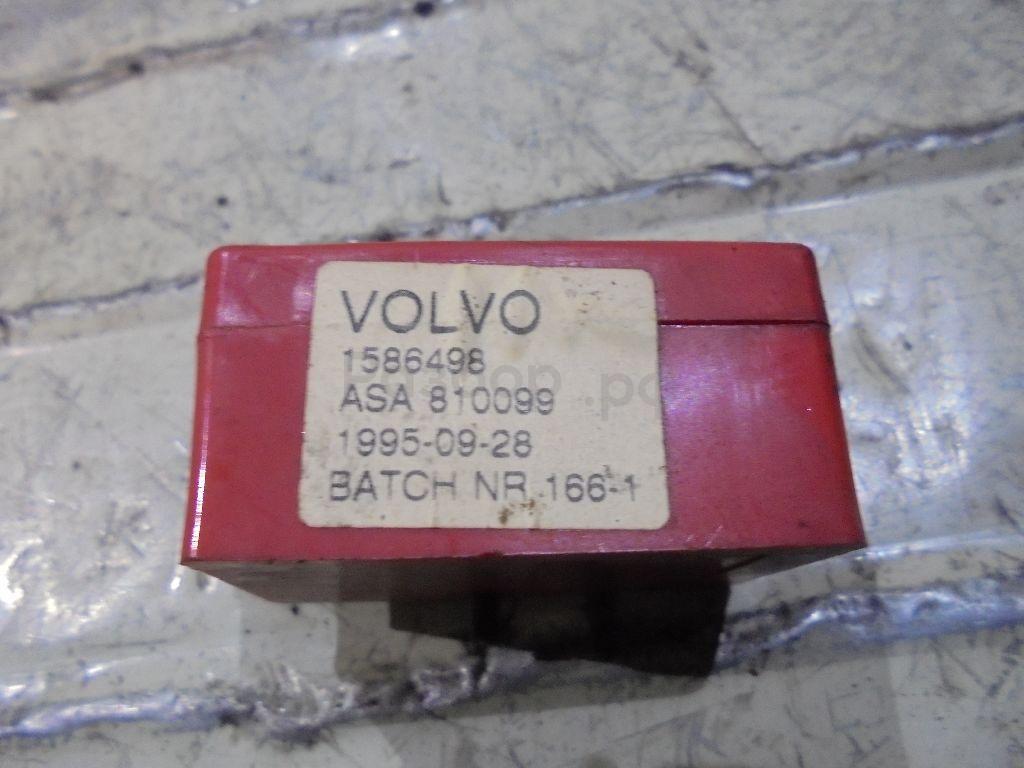 VOLVO
1586498
ASA 810099
1995-09-28
BATCH NR 166-1